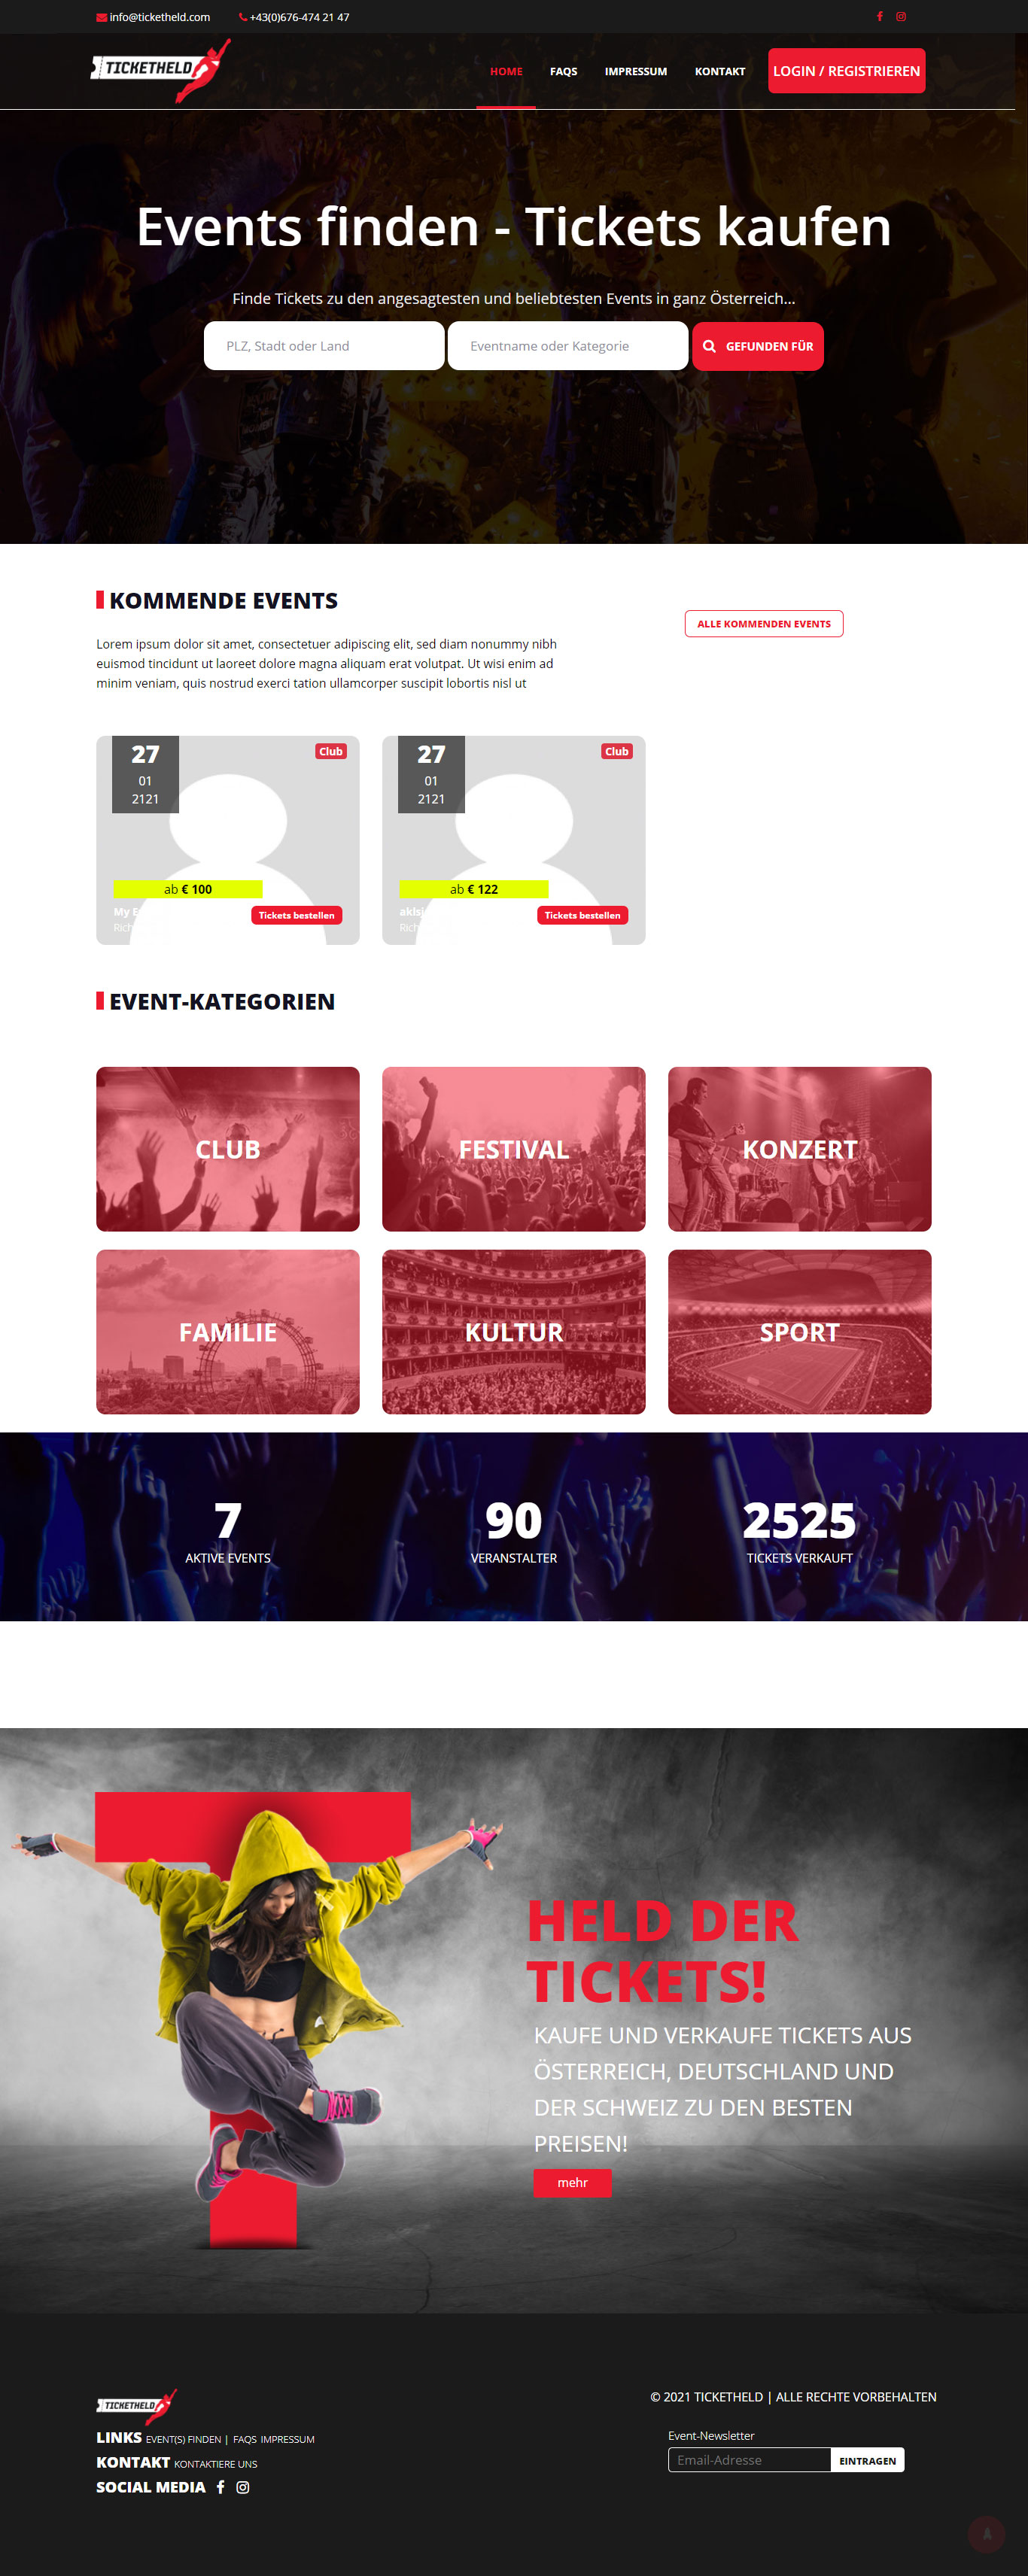 info@ticketheld.com
+43(0)676-474 21 47
TICKETHELD
HOME
FAQS
IMPRESSUM
KONTAKT
LOGIN / REGISTRIEREN
Events finden - Tickets kaufen
Finde Tickets zu den angesagtesten und beliebtesten Events in ganz Österreich...
PLZ, Stadt oder Land
Eventname oder Kategorie
GEFUNDEN FÜR
KOMMENDE EVENTS
ALLE KOMMENDEN EVENTS
Lorem ipsum dolor sit amet, consectetuer adipiscing elit, sed diam nonummy nibh
euismod tincidunt ut laoreet dolore magna aliquam erat volutpat. Ut wisi enim ad
minim veniam, quis nostrud exerci tation ullamcorper suscipit lobortis nisl ut
27
01
2121
Club
ab € 100
My
Tickets bestellen
27
01
2121
Club
ab € 122
Tickets bestellen
EVENT-KATEGORIEN
CLUB
FESTIVAL
KONZERT
FAMILIE
KULTUR
SPORT
7
AKTIVE EVENTS
90
VERANSTALTER
2525
TICKETS VERKAUFT
HELD DER
TICKETS!
KAUFE UND VERKAUFE TICKETS AUS
ÖSTERREICH, DEUTSCHLAND UND
DER SCHWEIZ ZU DEN BESTEN
PREISEN!
mehr
TICKETHELD
LINKS EVENT(S) FINDEN | FAQS IMPRESSUM
KONTAKT KONTAKTIERE UNS
SOCIAL MEDIA
© 2021 TICKETHELD | ALLE RECHTE VORBEHALTEN
Event-Newsletter
Email-Adresse
EINTRAGEN